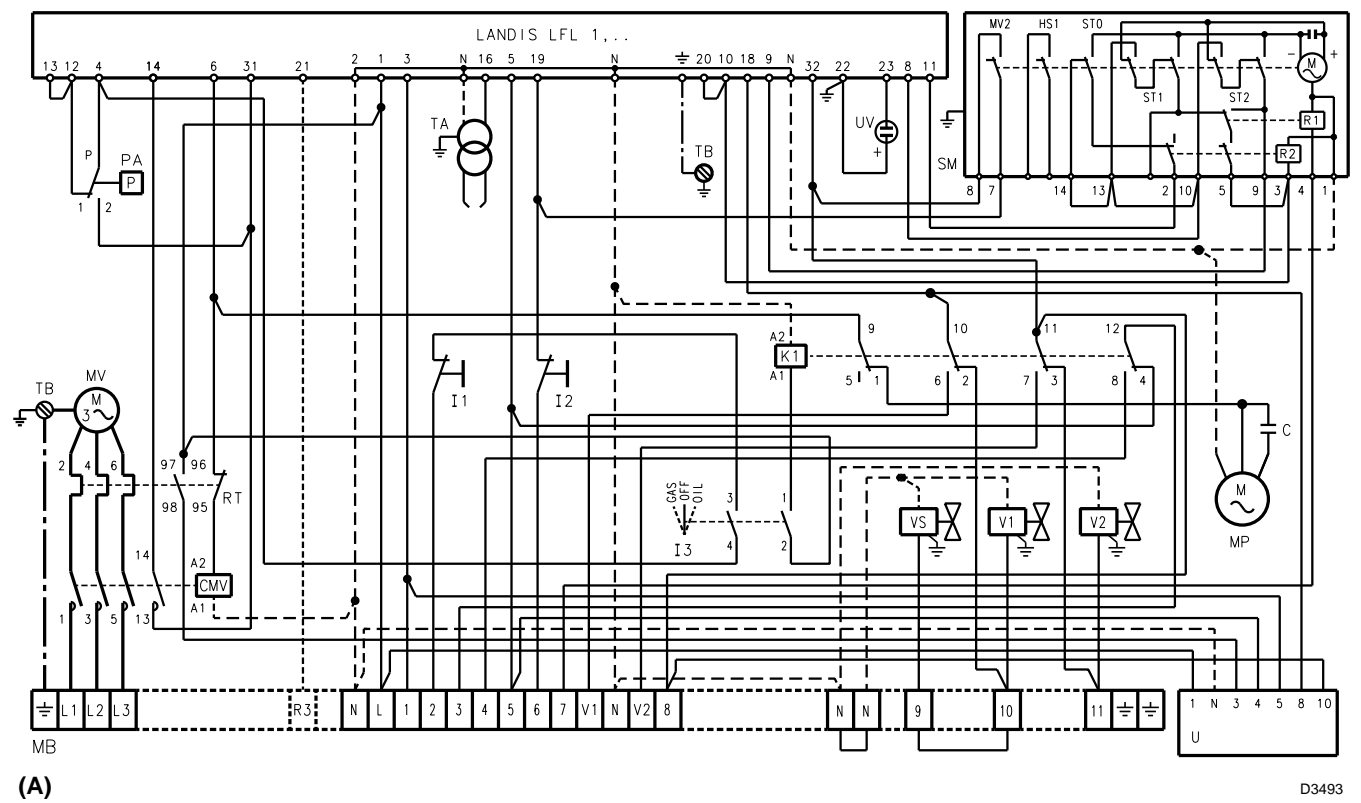 LANDIS LFL 1,..
13 12 4 14 6 31 21 2 1 3 N 16 5 19 N 20 10 18 9 N 32 22 23 8 11
MV2 HS1 ST0
- M +
ST1 ST2
R1
R2
SM
8 7 14 13 2 10 5 9 3 4 1
TA
UV
+
TB
P PA
P
1 2
9 10 11 12
A2
K1
A1
5 1 6 2 7 3 8 4
I1 I2
C
TB MV
M
3
2 4 6 97 96
RT
98 95
GAS
OFF
OIL
3 1
I3 4 2
VS V1 V2
M
MP
14
A2
CMV
A1
1 3 5 13
L1 L2 L3 R3 N L 1 2 3 4 5 6 7 V1 N V2 8 N N 9 10 11
1 N 3 4 5 8 10
U
MB
(A)
D3493